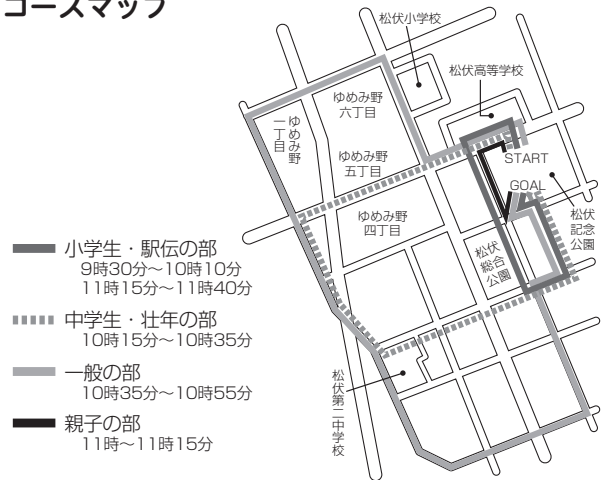 コースマップ
松伏小学校
松伏高等学校
ゆめみ野
六丁目
ゆめみ野
一丁目
ゆめみ野
五丁目
START
GOAL
ゆめみ野
四丁目
松伏
記念
公園
松伏
総合
公園
小学生・駅伝の部
9時30分～10時10分
11時15分～11時40分
中学生・壮年の部
10時15分～10時35分
一般の部
10時35分～10時55分
親子の部
11時～11時15分
松伏第二中学校